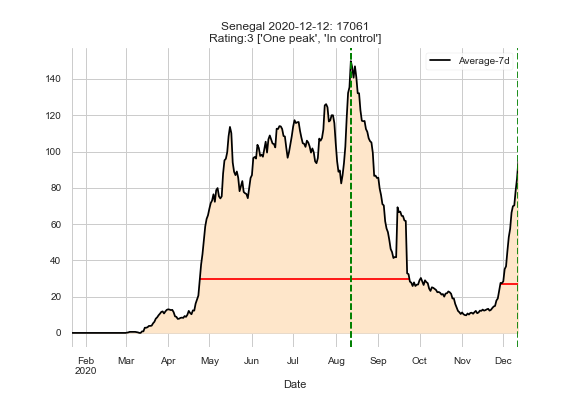 Senegal 2020-12-12: 17061
Rating:3 ['One peak', 'In control']
Average-7d
140
120
100
80
60
40
20
0
Feb Mar Apr May Jun Jul Aug Sep Oct Nov Dec
2020
Date